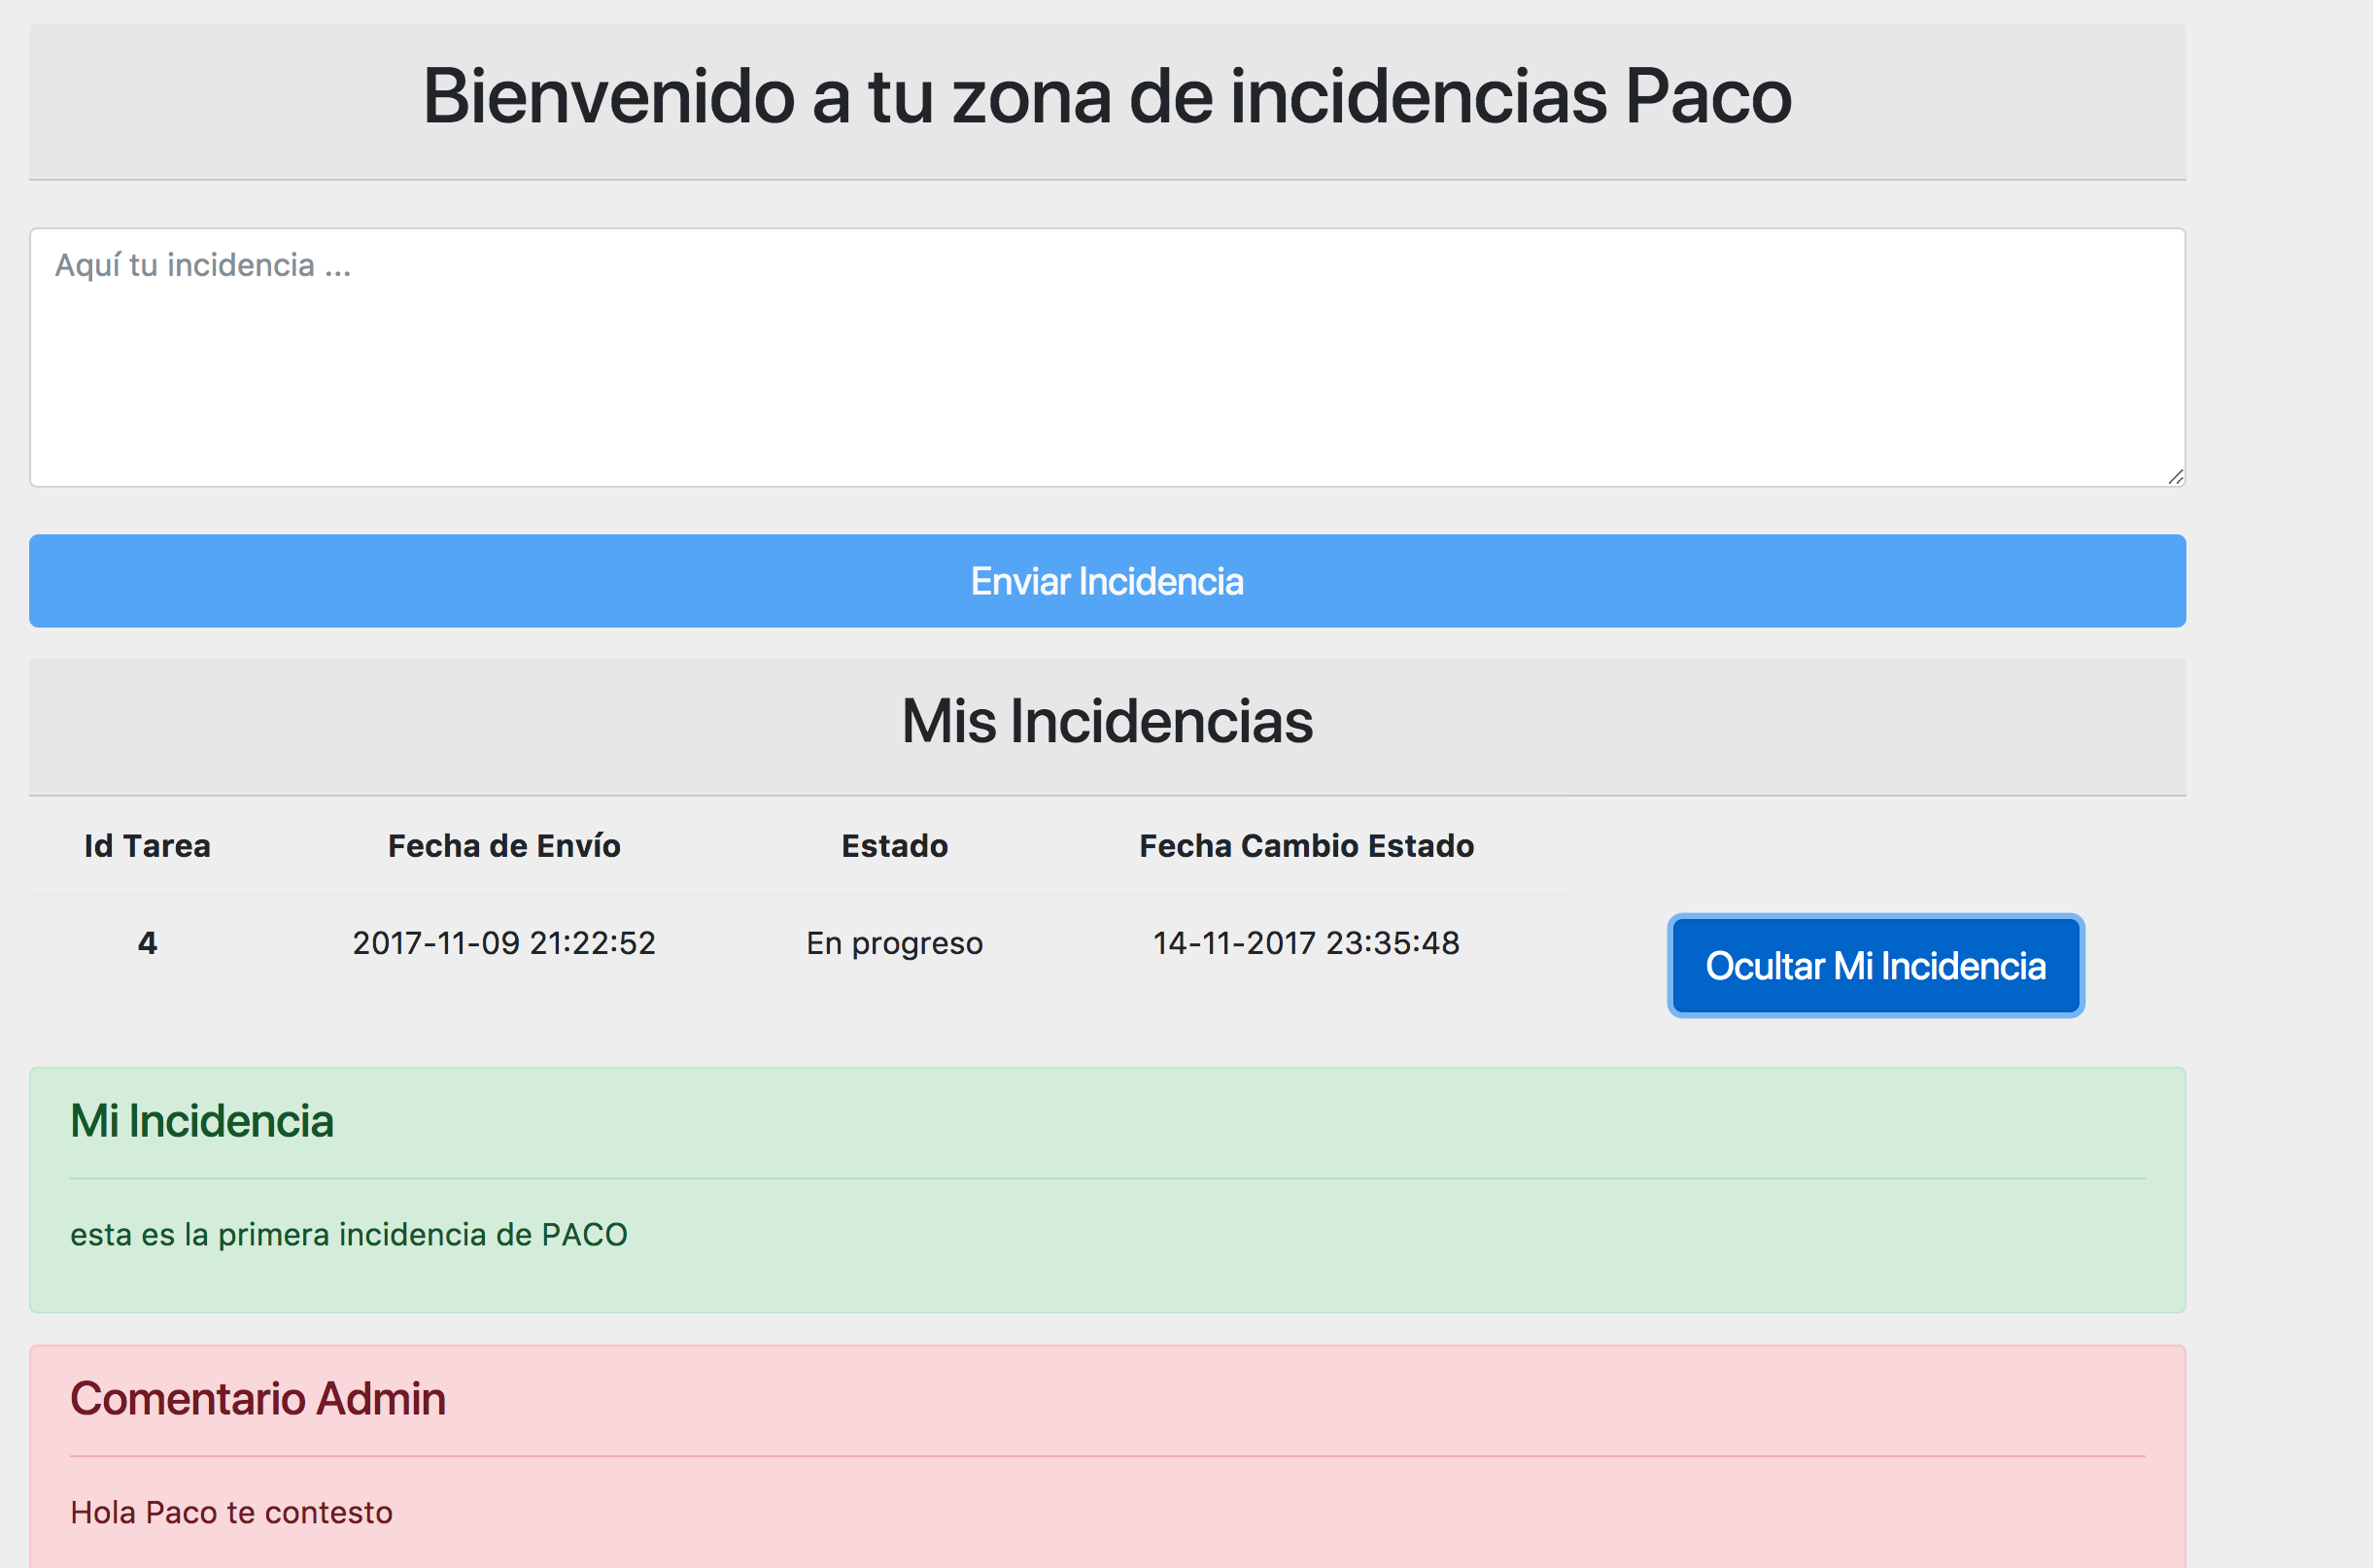 Bienvenido a tu zona de incidencias Paco
Aquí tu incidencia ...
Enviar Incidencia
Mis Incidencias
Id Tarea Fecha de Envío Estado Fecha Cambio Estado
4 2017-11-09 21:22:52 En progreso 14-11-2017 23:35:48 Ocultar Mi Incidencia
Mi Incidencia
esta es la primera incidencia de PACO
Comentario Admin
Hola Paco te contesto